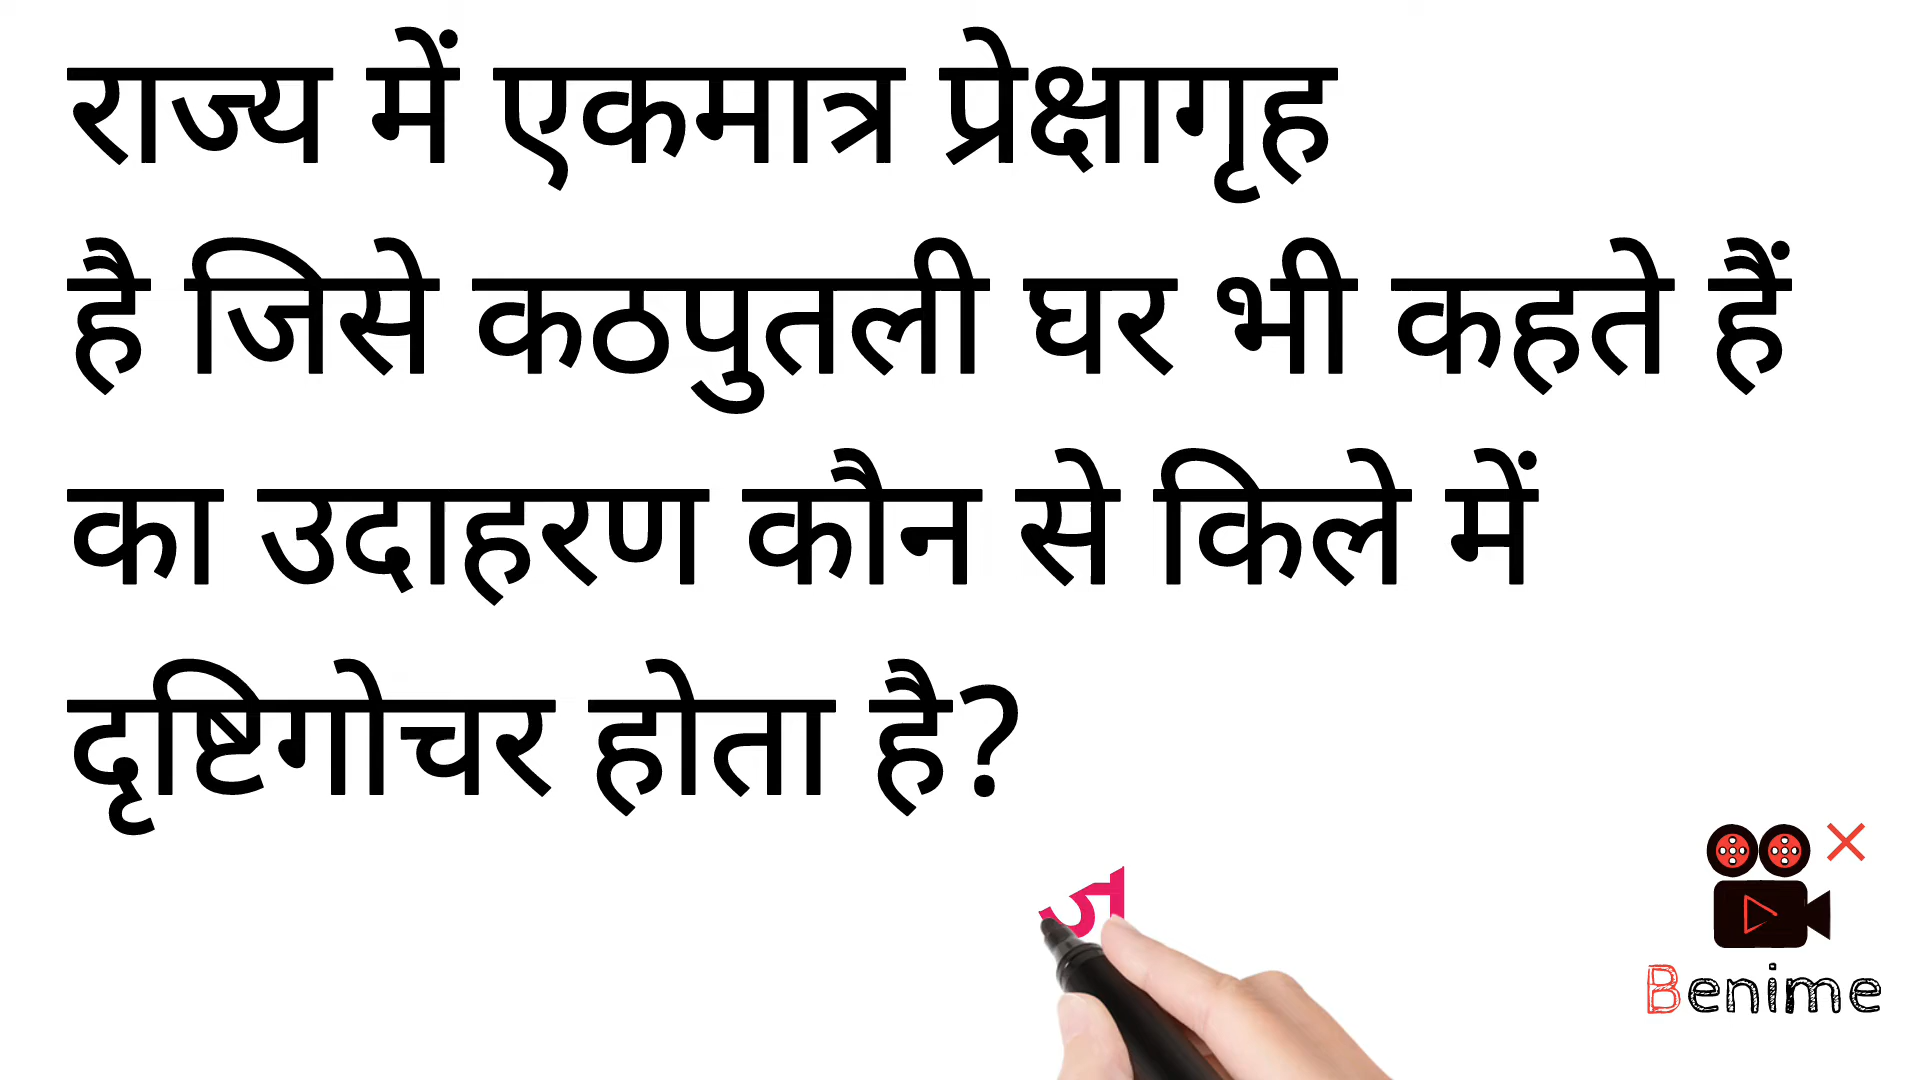 राज्य में एकमात्र प्रेक्षागृह
है जिसे कठपुतली घर भी कहते हैं
का उदाहरण कौन से किले में
दृष्टिगोचर होता है?
Benime